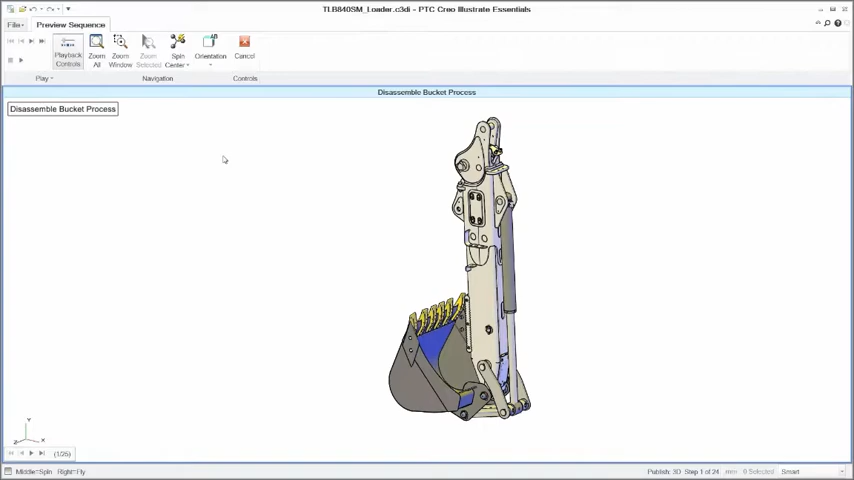 TLB840SM_Loader.c3di - PTC Creo Illustrate Essentials
File
Preview Sequence
Playback Controls
Zoom All
Zoom Window
Zoom Selected
Spin Center
Orientation
Cancel
Play
Navigation
Controls
Disassemble Bucket Process
Disassemble Bucket Process
Y
Z X
(1/25)
Middle=Spin Right=Fly
Publish: 3D Step 1 of 24 mm 0 Selected Smart